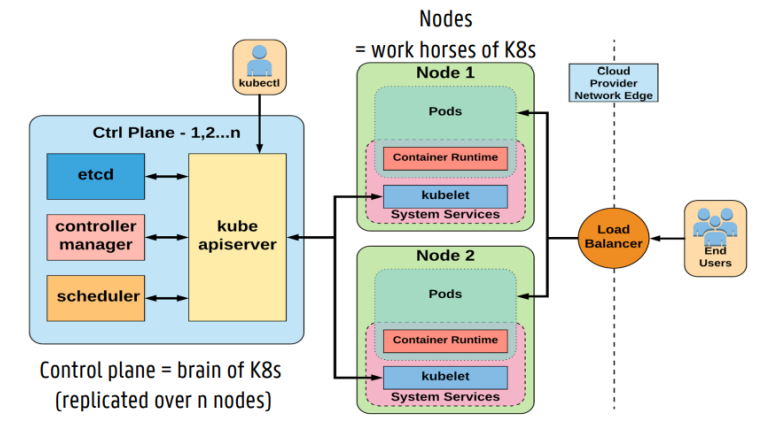 Nodes
= work horses of K8s
kubectl
Ctrl Plane - 1,2...n
etcd
controller
manager
scheduler
kube
apiserver
Control plane = brain of K8s
(replicated over n nodes)
Node 1
Pods
Container Runtime
kubelet
System Services
Node 2
Pods
Container Runtime
kubelet
System Services
Cloud
Provider
Network Edge
Load
Balancer
End
Users